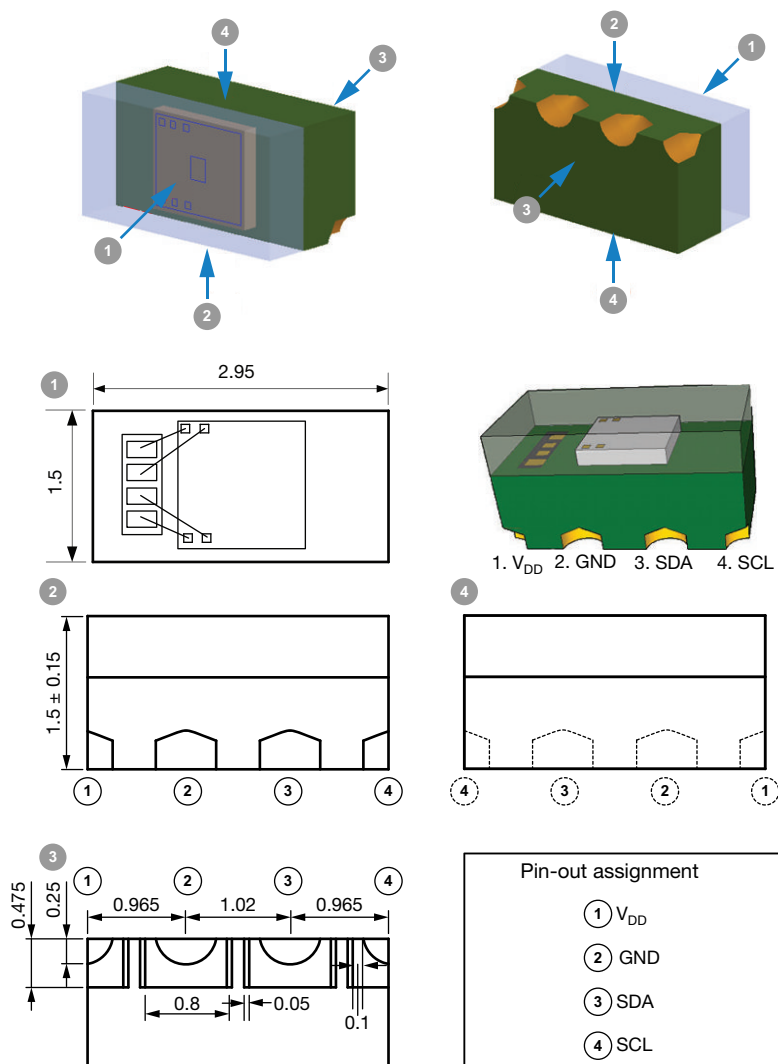 4
3
1
2
2
1
3
4
1
2.95
1.5
1. VDD 2. GND 3. SDA 4. SCL
2
1.5 ± 0.15
1 2 3 4
4
4 3 2 1
3
1 2 3 4
0.965 1.02 0.965
0.475
0.25
0.8
0.05
0.1
Pin-out assignment
1 VDD
2 GND
3 SDA
4 SCL